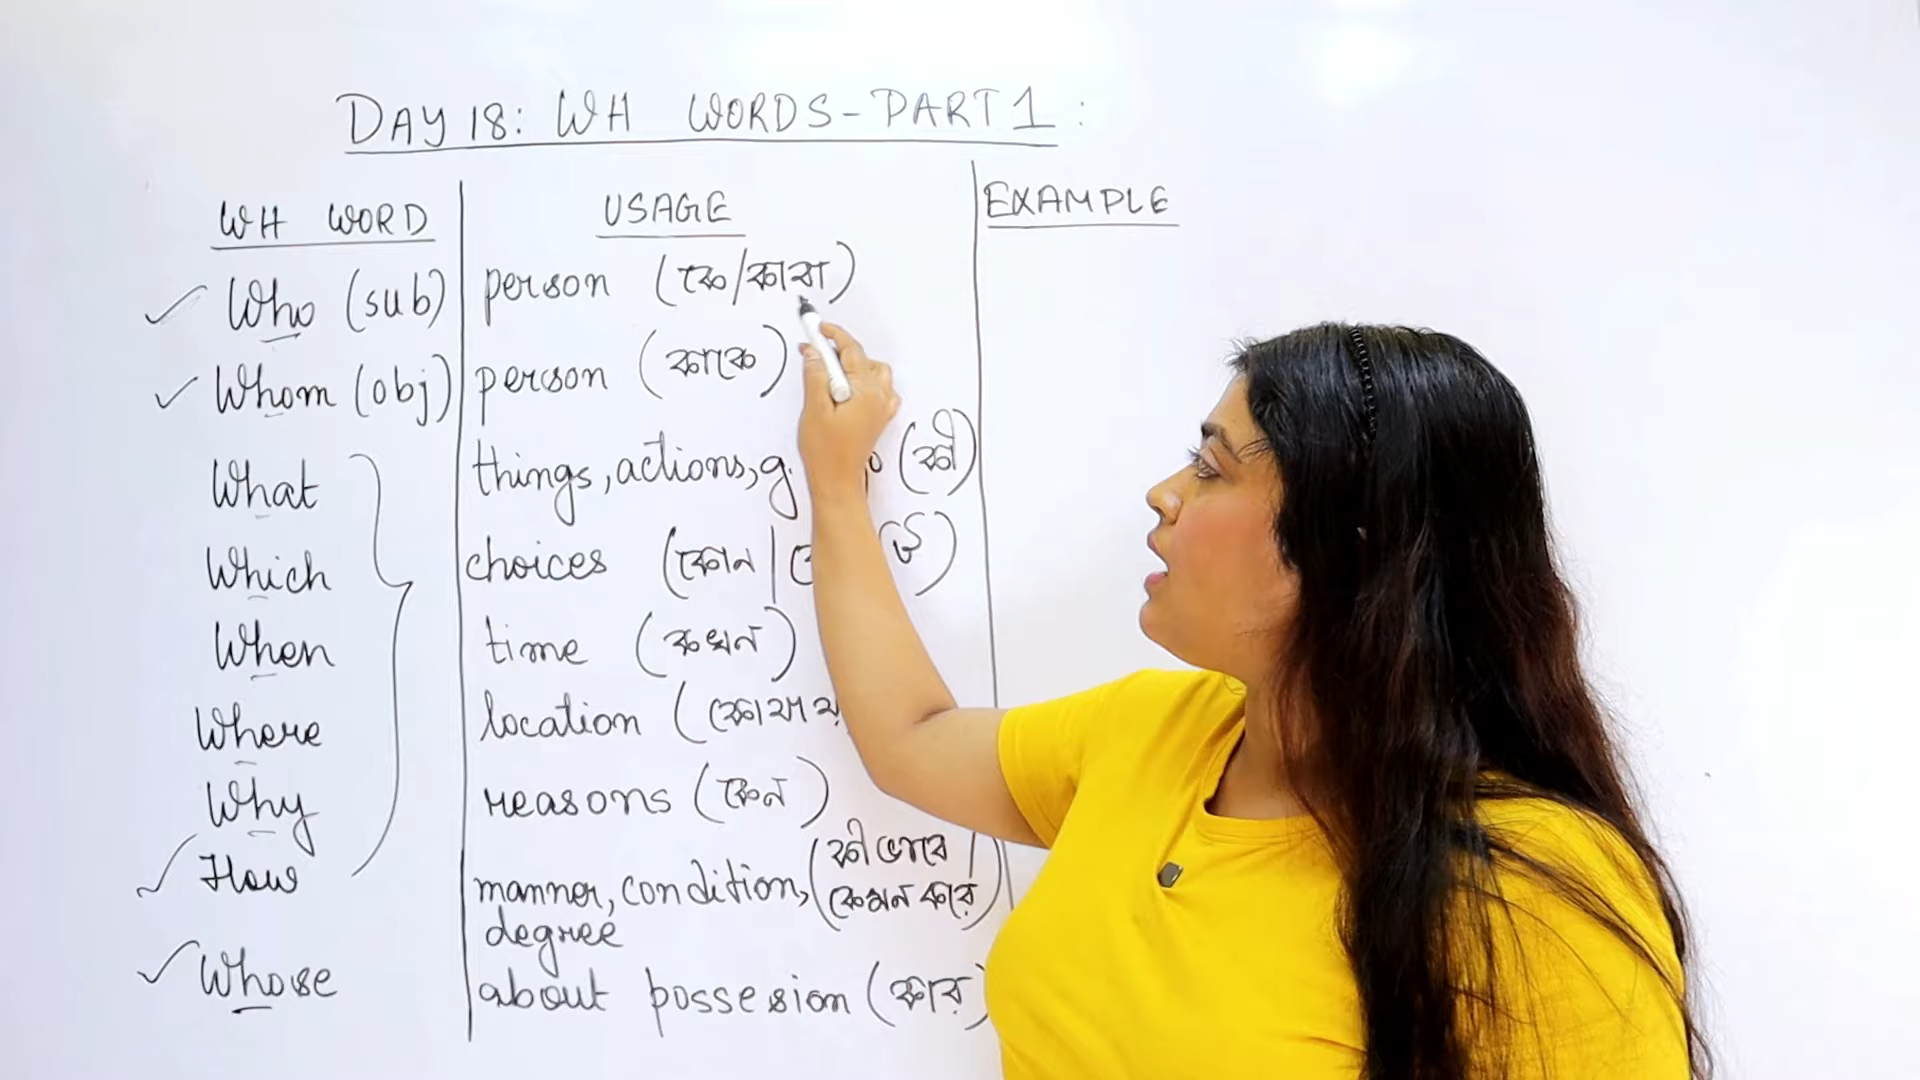 DAY 18: WH WORDS - PART 1 :
WH WORD USAGE EXAMPLE
Who (sub) person (কে/কারা)
Whom (obj) person (কাকে)
What things, actions, (কী)
Which choices (কোন |
When time (কখন)
Where location (কোথায়
Why reasons (কেন)
How manner, condition, (কী ভাবে /
degree কেমন করে)
Whose about possesion (কার)